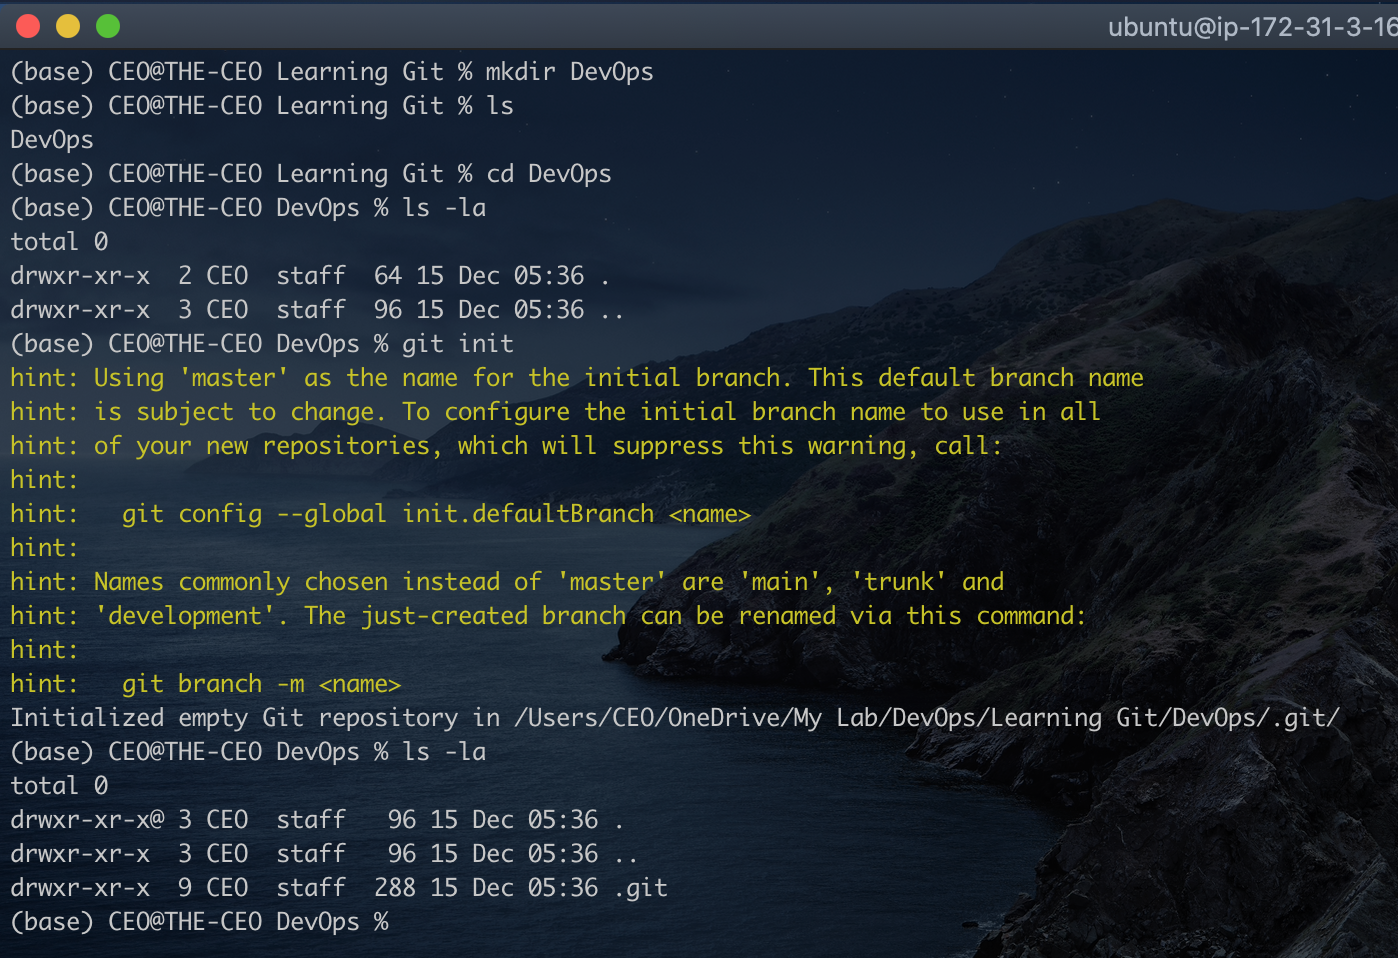 ubuntu@ip-172-31-3-16
(base) CEO@THE-CEO Learning Git % mkdir DevOps
(base) CEO@THE-CEO Learning Git % ls
DevOps
(base) CEO@THE-CEO Learning Git % cd DevOps
(base) CEO@THE-CEO DevOps % ls -la
total 0
drwxr-xr-x  2 CEO  staff  64 15 Dec 05:36 .
drwxr-xr-x  3 CEO  staff  96 15 Dec 05:36 ..
(base) CEO@THE-CEO DevOps % git init
hint: Using 'master' as the name for the initial branch. This default branch name
hint: is subject to change. To configure the initial branch name to use in all
hint: of your new repositories, which will suppress this warning, call:
hint:
hint:   git config --global init.defaultBranch <name>
hint:
hint: Names commonly chosen instead of 'master' are 'main', 'trunk' and
hint: 'development'. The just-created branch can be renamed via this command:
hint:
hint:   git branch -m <name>
Initialized empty Git repository in /Users/CEO/OneDrive/My Lab/DevOps/Learning Git/DevOps/.git/
(base) CEO@THE-CEO DevOps % ls -la
total 0
drwxr-xr-x@ 3 CEO  staff   96 15 Dec 05:36 .
drwxr-xr-x  3 CEO  staff   96 15 Dec 05:36 ..
drwxr-xr-x  9 CEO  staff  288 15 Dec 05:36 .git
(base) CEO@THE-CEO DevOps %